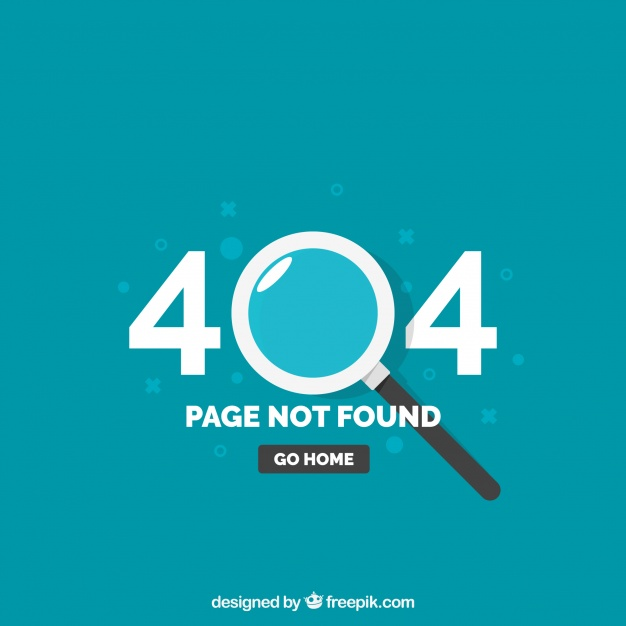 404
PAGE NOT FOUND
GO HOME
designed by freepik.com